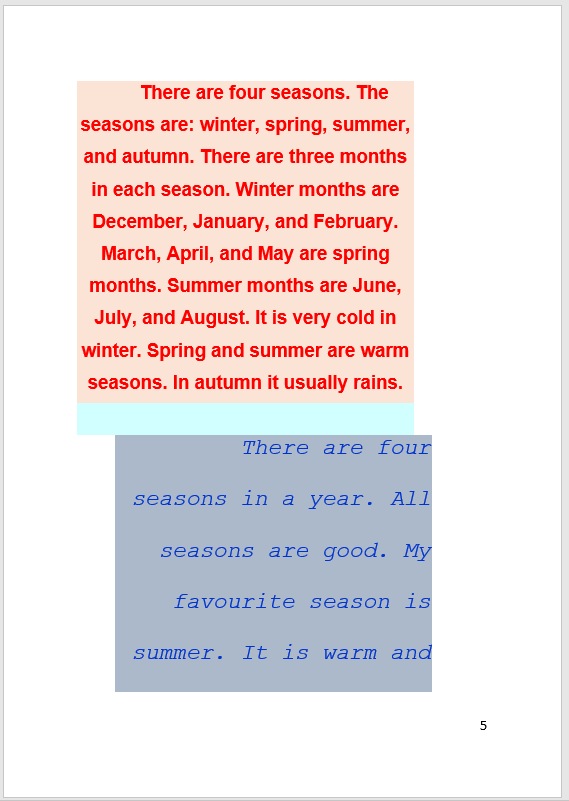 There are four seasons. The
seasons are: winter, spring, summer,
and autumn. There are three months
in each season. Winter months are
December, January, and February.
March, April, and May are spring
months. Summer months are June,
July, and August. It is very cold in
winter. Spring and summer are warm
seasons. In autumn it usually rains.
There are four
seasons in a year. All
seasons are good. My
favourite season is
summer. It is warm and
5